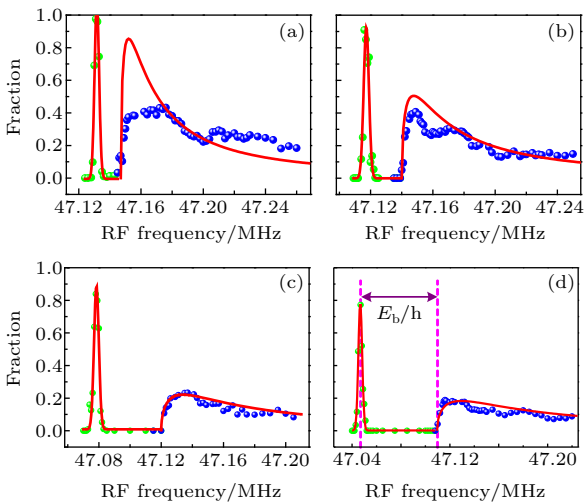 (a)
(b)
1.0
0.8
0.6
0.4
0.2
0.0
Fraction
47.12 47.16 47.20 47.24
47.12 47.16 47.20 47.24
RF frequency/MHz
RF frequency/MHz
(c)
(d)
E_b/h
1.0
0.8
0.6
0.4
0.2
0.0
Fraction
47.08 47.12 47.16 47.20
47.04 47.12 47.20
RF frequency/MHz
RF frequency/MHz